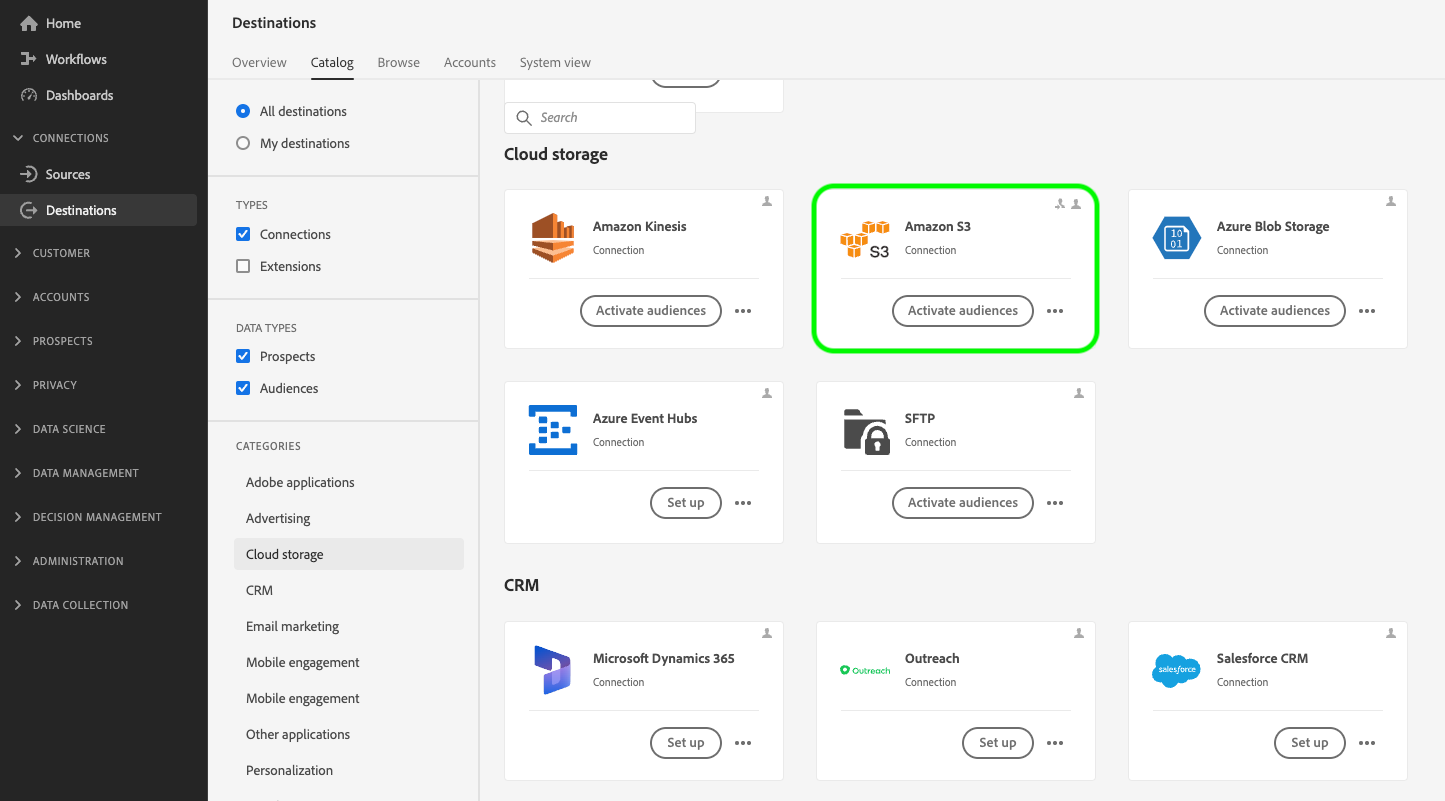 Home
Workflows
Dashboards
CONNECTIONS
Sources
Destinations
CUSTOMER
ACCOUNTS
PROSPECTS
PRIVACY
DATA SCIENCE
DATA MANAGEMENT
DECISION MANAGEMENT
ADMINISTRATION
DATA COLLECTION
Destinations
Overview Catalog Browse Accounts System view
All destinations
My destinations
TYPES
Connections
Extensions
DATA TYPES
Prospects
Audiences
CATEGORIES
Adobe applications
Advertising
Cloud storage
CRM
Email marketing
Mobile engagement
Mobile engagement
Other applications
Personalization
Search
Cloud storage
Amazon Kinesis
Connection
Activate audiences
S3
Amazon S3
Connection
Activate audiences
10
01
Azure Blob Storage
Connection
Activate audiences
Azure Event Hubs
Connection
Set up
SFTP
Connection
Activate audiences
CRM
Microsoft Dynamics 365
Connection
Set up
Outreach
Outreach
Connection
Set up
salesforce
Salesforce CRM
Connection
Set up